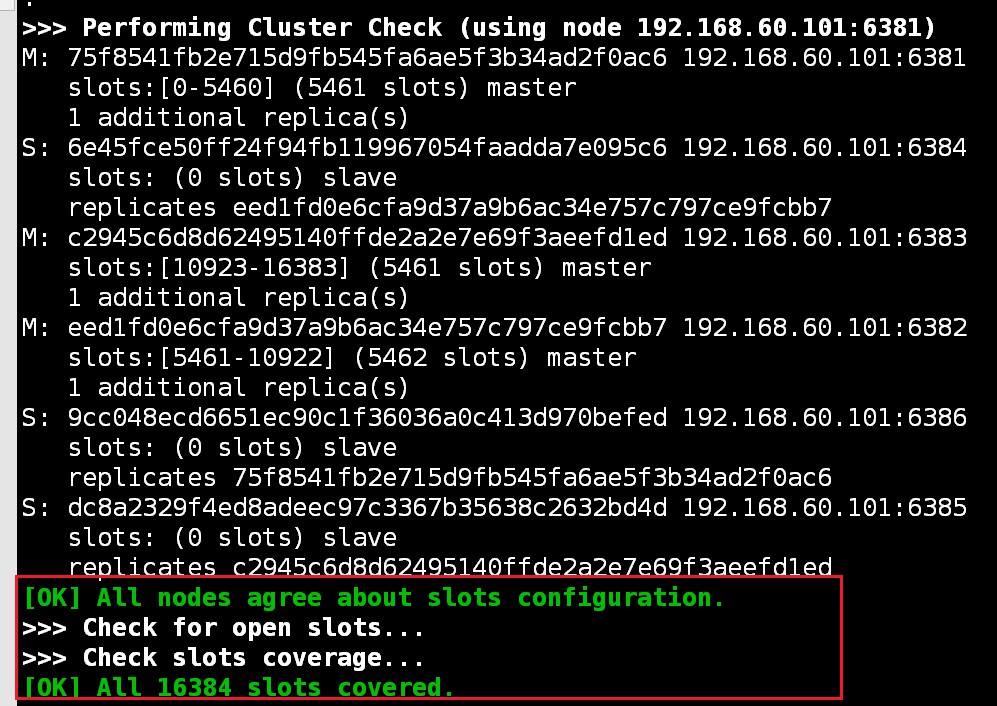 >>> Performing Cluster Check (using node 192.168.60.101:6381)
M: 75f8541fb2e715d9fb545fa6ae5f3b34ad2f0ac6 192.168.60.101:6381
   slots:[0-5460] (5461 slots) master
   1 additional replica(s)
S: 6e45fce50ff24f94fb119967054faadda7e095c6 192.168.60.101:6384
   slots: (0 slots) slave
   replicates eed1fd0e6cfa9d37a9b6ac34e757c797ce9fcbb7
M: c2945c6d8d62495140ffde2a2e7e69f3aeefd1ed 192.168.60.101:6383
   slots:[10923-16383] (5461 slots) master
   1 additional replica(s)
M: eed1fd0e6cfa9d37a9b6ac34e757c797ce9fcbb7 192.168.60.101:6382
   slots:[5461-10922] (5462 slots) master
   1 additional replica(s)
S: 9cc048ecd6651ec90c1f36036a0c413d970befed 192.168.60.101:6386
   slots: (0 slots) slave
   replicates 75f8541fb2e715d9fb545fa6ae5f3b34ad2f0ac6
S: dc8a2329f4ed8adeec97c3367b35638c2632bd4d 192.168.60.101:6385
   slots: (0 slots) slave
   replicates c2945c6d8d62495140ffde2a2e7e69f3aeefd1ed
[OK] All nodes agree about slots configuration.
>>> Check for open slots...
>>> Check slots coverage...
[OK] All 16384 slots covered.